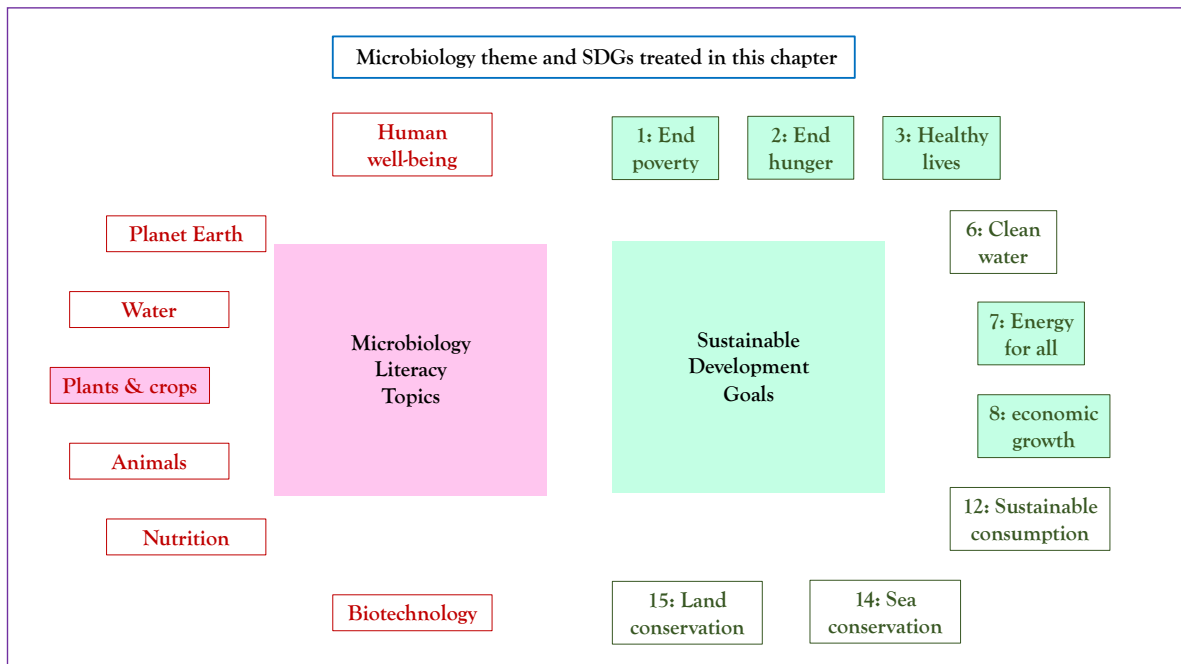 Microbiology theme and SDGs treated in this chapter
Human
well-being
Planet Earth
Water
Plants & crops
Animals
Nutrition
Biotechnology
Microbiology
Literacy
Topics
Sustainable
Development
Goals
1: End
poverty
2: End
hunger
3: Healthy
lives
6: Clean
water
7: Energy
for all
8: economic
growth
12: Sustainable
consumption
14: Sea
conservation
15: Land
conservation